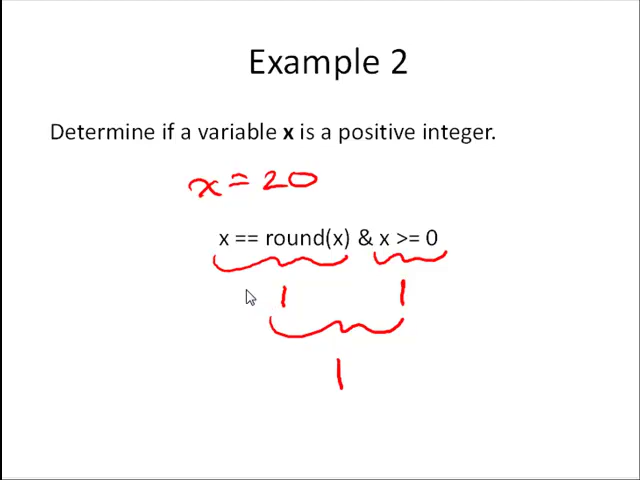 Example 2
Determine if a variable x is a positive integer.
x = 20
x == round(x) & x >= 0
1 1
1